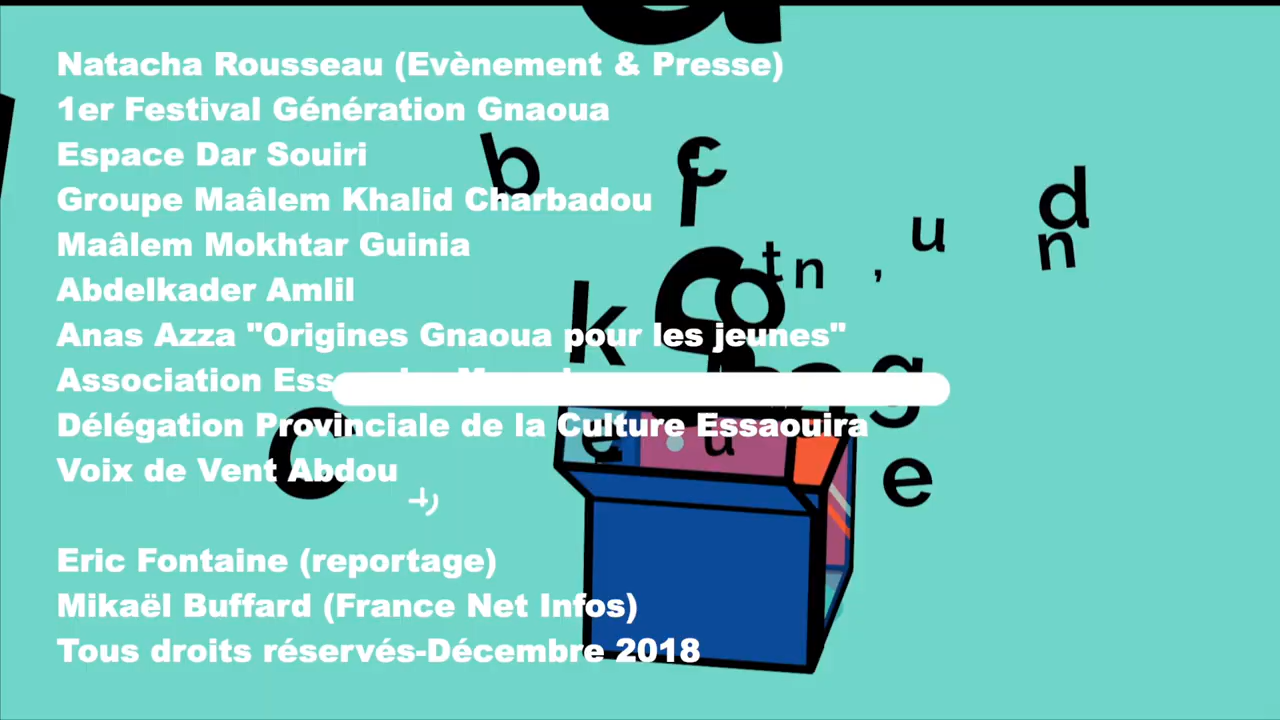 Natacha Rousseau (Evènement & Presse)
1er Festival Génération Gnaoua
Espace Dar Souiri
Groupe Maâlem Khalid Charbadou
Maâlem Mokhtar Guinia
Abdelkader Amlil
Anas Azza "Origines Gnaoua pour les jeunes"
Association
Délégation Provinciale de la Culture Essaouira
Voix de Vent Abdou
Eric Fontaine (reportage)
Mikaël Buffard (France Net Infos)
Tous droits réservés-Décembre 2018